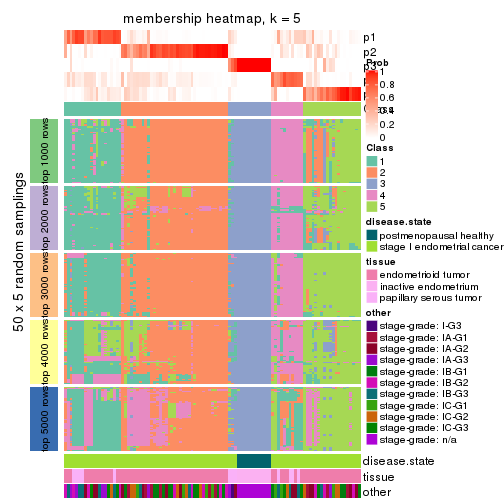 membership heatmap, k = 5
p1
p2
p3
Prob
1
0.8
0.6
0.4
0.2
0
Class
1
2
3
4
5
disease.state
postmenopausal healthy
stage I endometrial cancer
tissue
endometrioid tumor
inactive endometrium
papillary serous tumor
other
stage-grade: I-G3
stage-grade: IA-G1
stage-grade: IA-G2
stage-grade: IA-G3
stage-grade: IB-G1
stage-grade: IB-G2
stage-grade: IB-G3
stage-grade: IC-G1
stage-grade: IC-G2
stage-grade: IC-G3
stage-grade: n/a
50 x 5 random samplings
top 1000 rows
top 2000 rows
top 3000 rows
top 4000 rows
top 5000 rows
disease.state
tissue
other